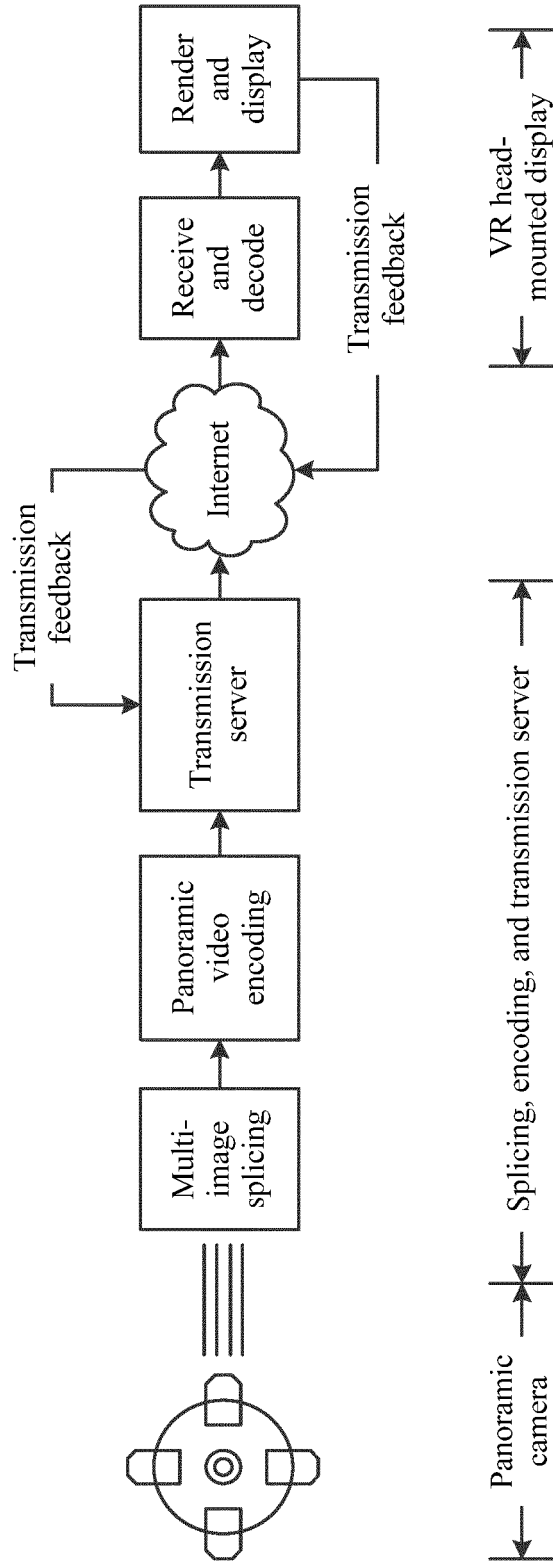 Transmission
feedback
Multi-
image
splicing
Panoramic
video
encoding
Transmission
server
Internet
Receive
and
decode
Render
and
display
Transmission
feedback
Panoramic
camera
Splicing, encoding, and transmission server
VR head-
mounted display